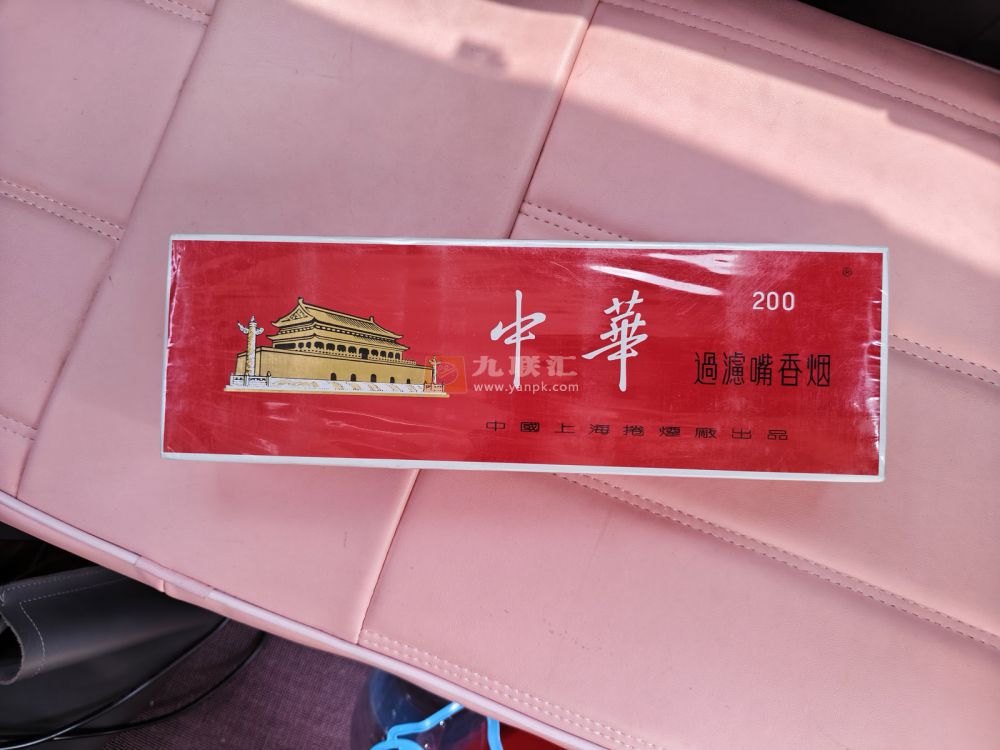 ®
200
中華
過濾嘴香烟
中國上海捲煙廠出品
九联汇
www.yanpk.com